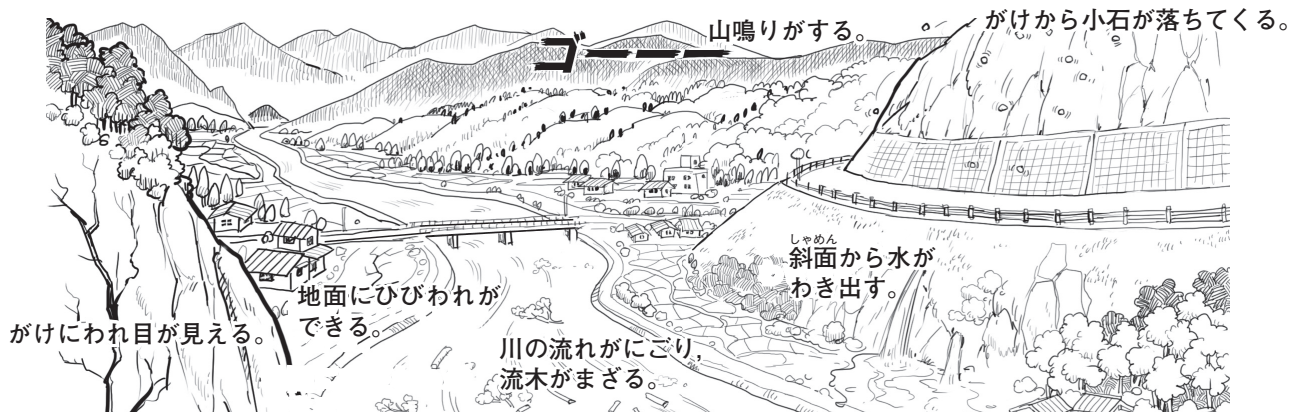 がけから小石が落ちてくる。
山鳴りがする。
ゴーーーー
しゃめん
斜面から水が
わき出す。
地面にひびわれが
できる。
がけにわれ目が見える。
川の流れがにごり，
流木がまざる。